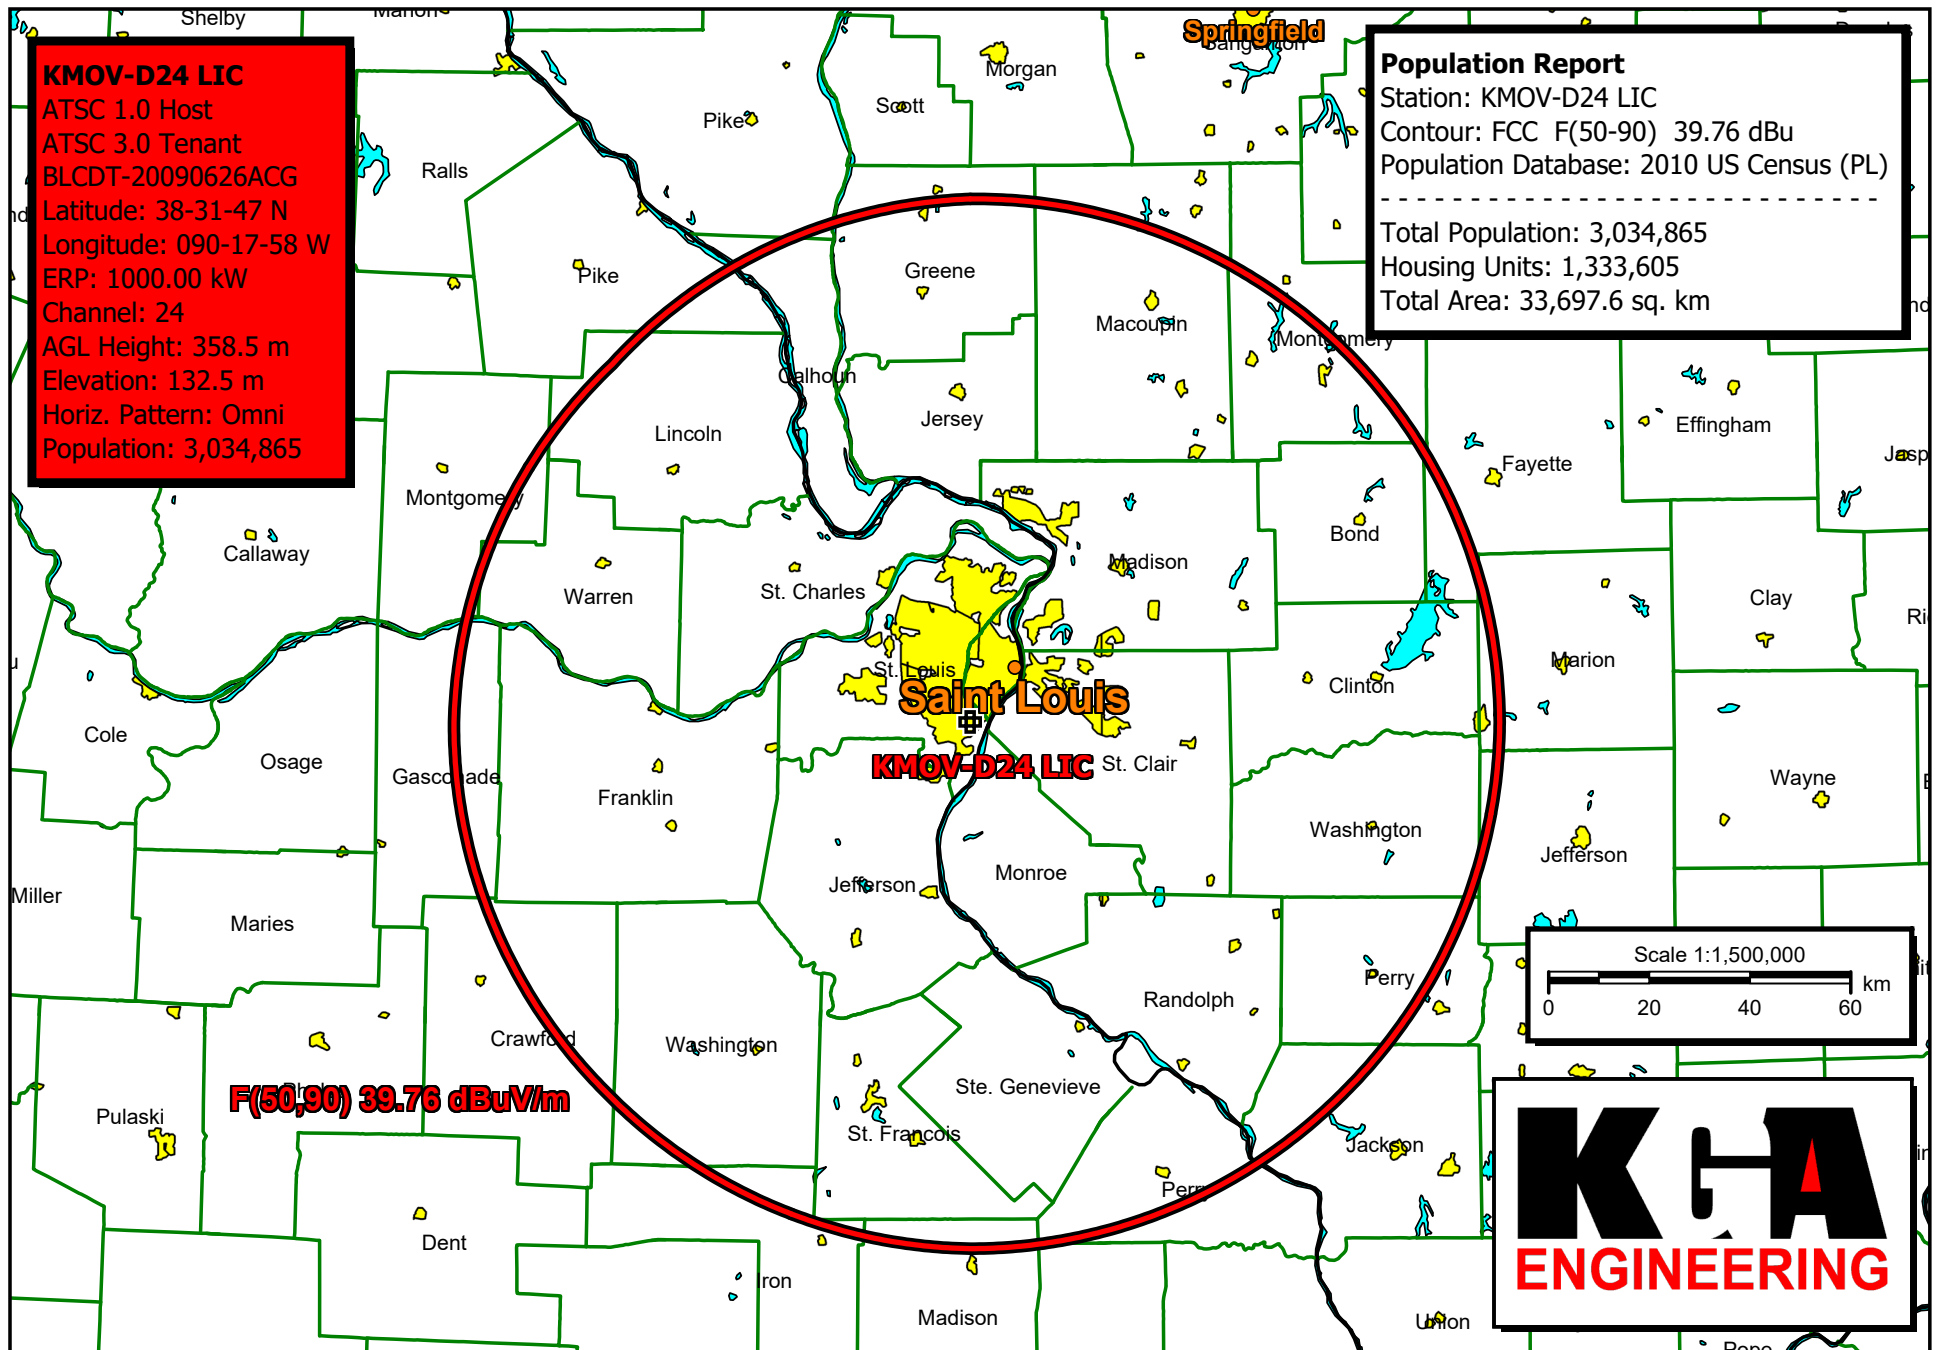 Shelby
Marion
Springfield
Sangamon
Morgan
Scott
Pike
KMOV-D24 LIC
ATSC 1.0 Host
ATSC 3.0 Tenant
BLCDT-20090626ACG
Latitude: 38-31-47 N
Longitude: 090-17-58 W
ERP: 1000.00 kW
Channel: 24
AGL Height: 358.5 m
Elevation: 132.5 m
Horiz. Pattern: Omni
Population: 3,034,865
Population Report
Station: KMOV-D24 LIC
Contour: FCC F(50-90) 39.76 dBu
Population Database: 2010 US Census (PL)
- - - - - - - - - - - - - - - - - - - - - - - - - - - -
Total Population: 3,034,865
Housing Units: 1,333,605
Total Area: 33,697.6 sq. km
Ralls
Pike
Greene
Macoupin
Montgomery
Calhoun
Jersey
Lincoln
Effingham
Fayette
Jasp
Montgomery
Callaway
Bond
Madison
Warren
St. Charles
Clay
Ri
St. Louis
Saint Louis
Marion
Clinton
Cole
Osage
Gasconade
KMOV-D24 LIC
St. Clair
Wayne
Franklin
Washington
Jefferson
Miller
Maries
Jefferson
Monroe
Scale 1:1,500,000
0 20 40 60 km
Perry
Randolph
Crawford
Washington
Ste. Genevieve
F(50,90) 39.76 dBuV/m
Pulaski
St. Francois
Jackson
Perry
Dent
Iron
Madison
Union
Pope
KGA
ENGINEERING